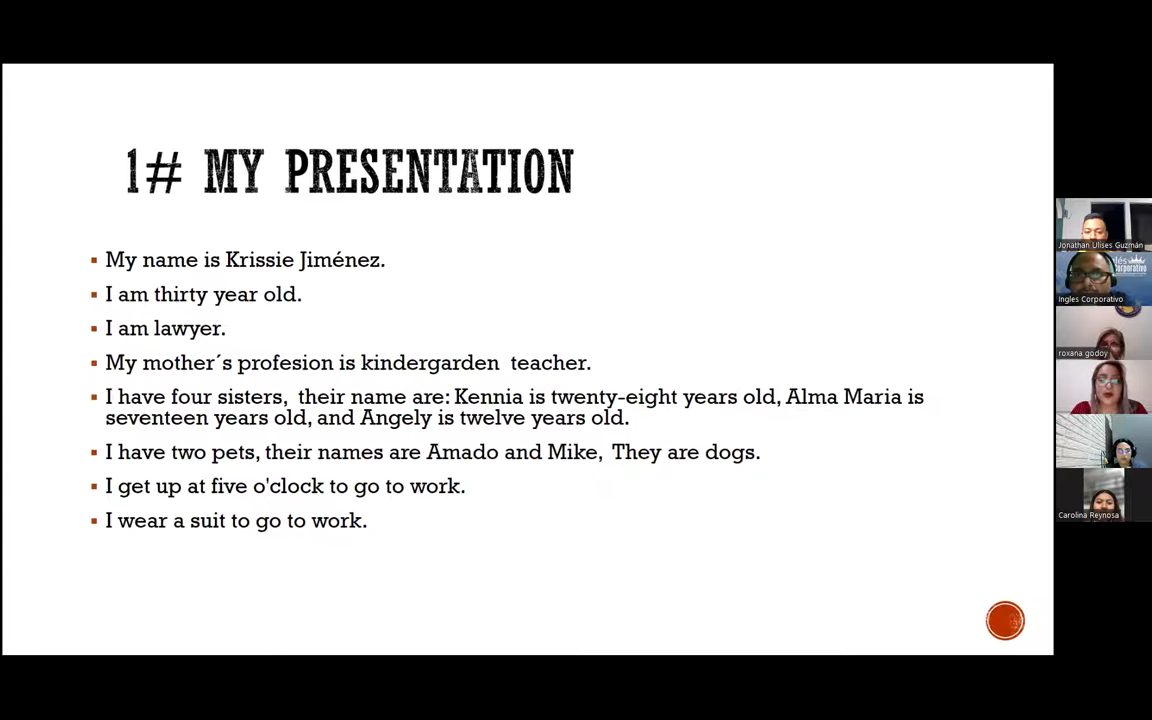 1# MY PRESENTATION
▪ My name is Krissie Jiménez.
▪ I am thirty year old.
▪ I am lawyer.
▪ My mother´s profesion is kindergarden  teacher.
▪ I have four sisters,  their name are: Kennia is twenty-eight years old, Alma Maria is
seventeen years old, and Angely is twelve years old.
▪ I have two pets, their names are Amado and Mike,  They are dogs.
▪ I get up at five o'clock to go to work.
▪ I wear a suit to go to work.
Jonathan Ulises Guzmán
Ingles Corporativo
roxana godoy
Carolina Reynosa